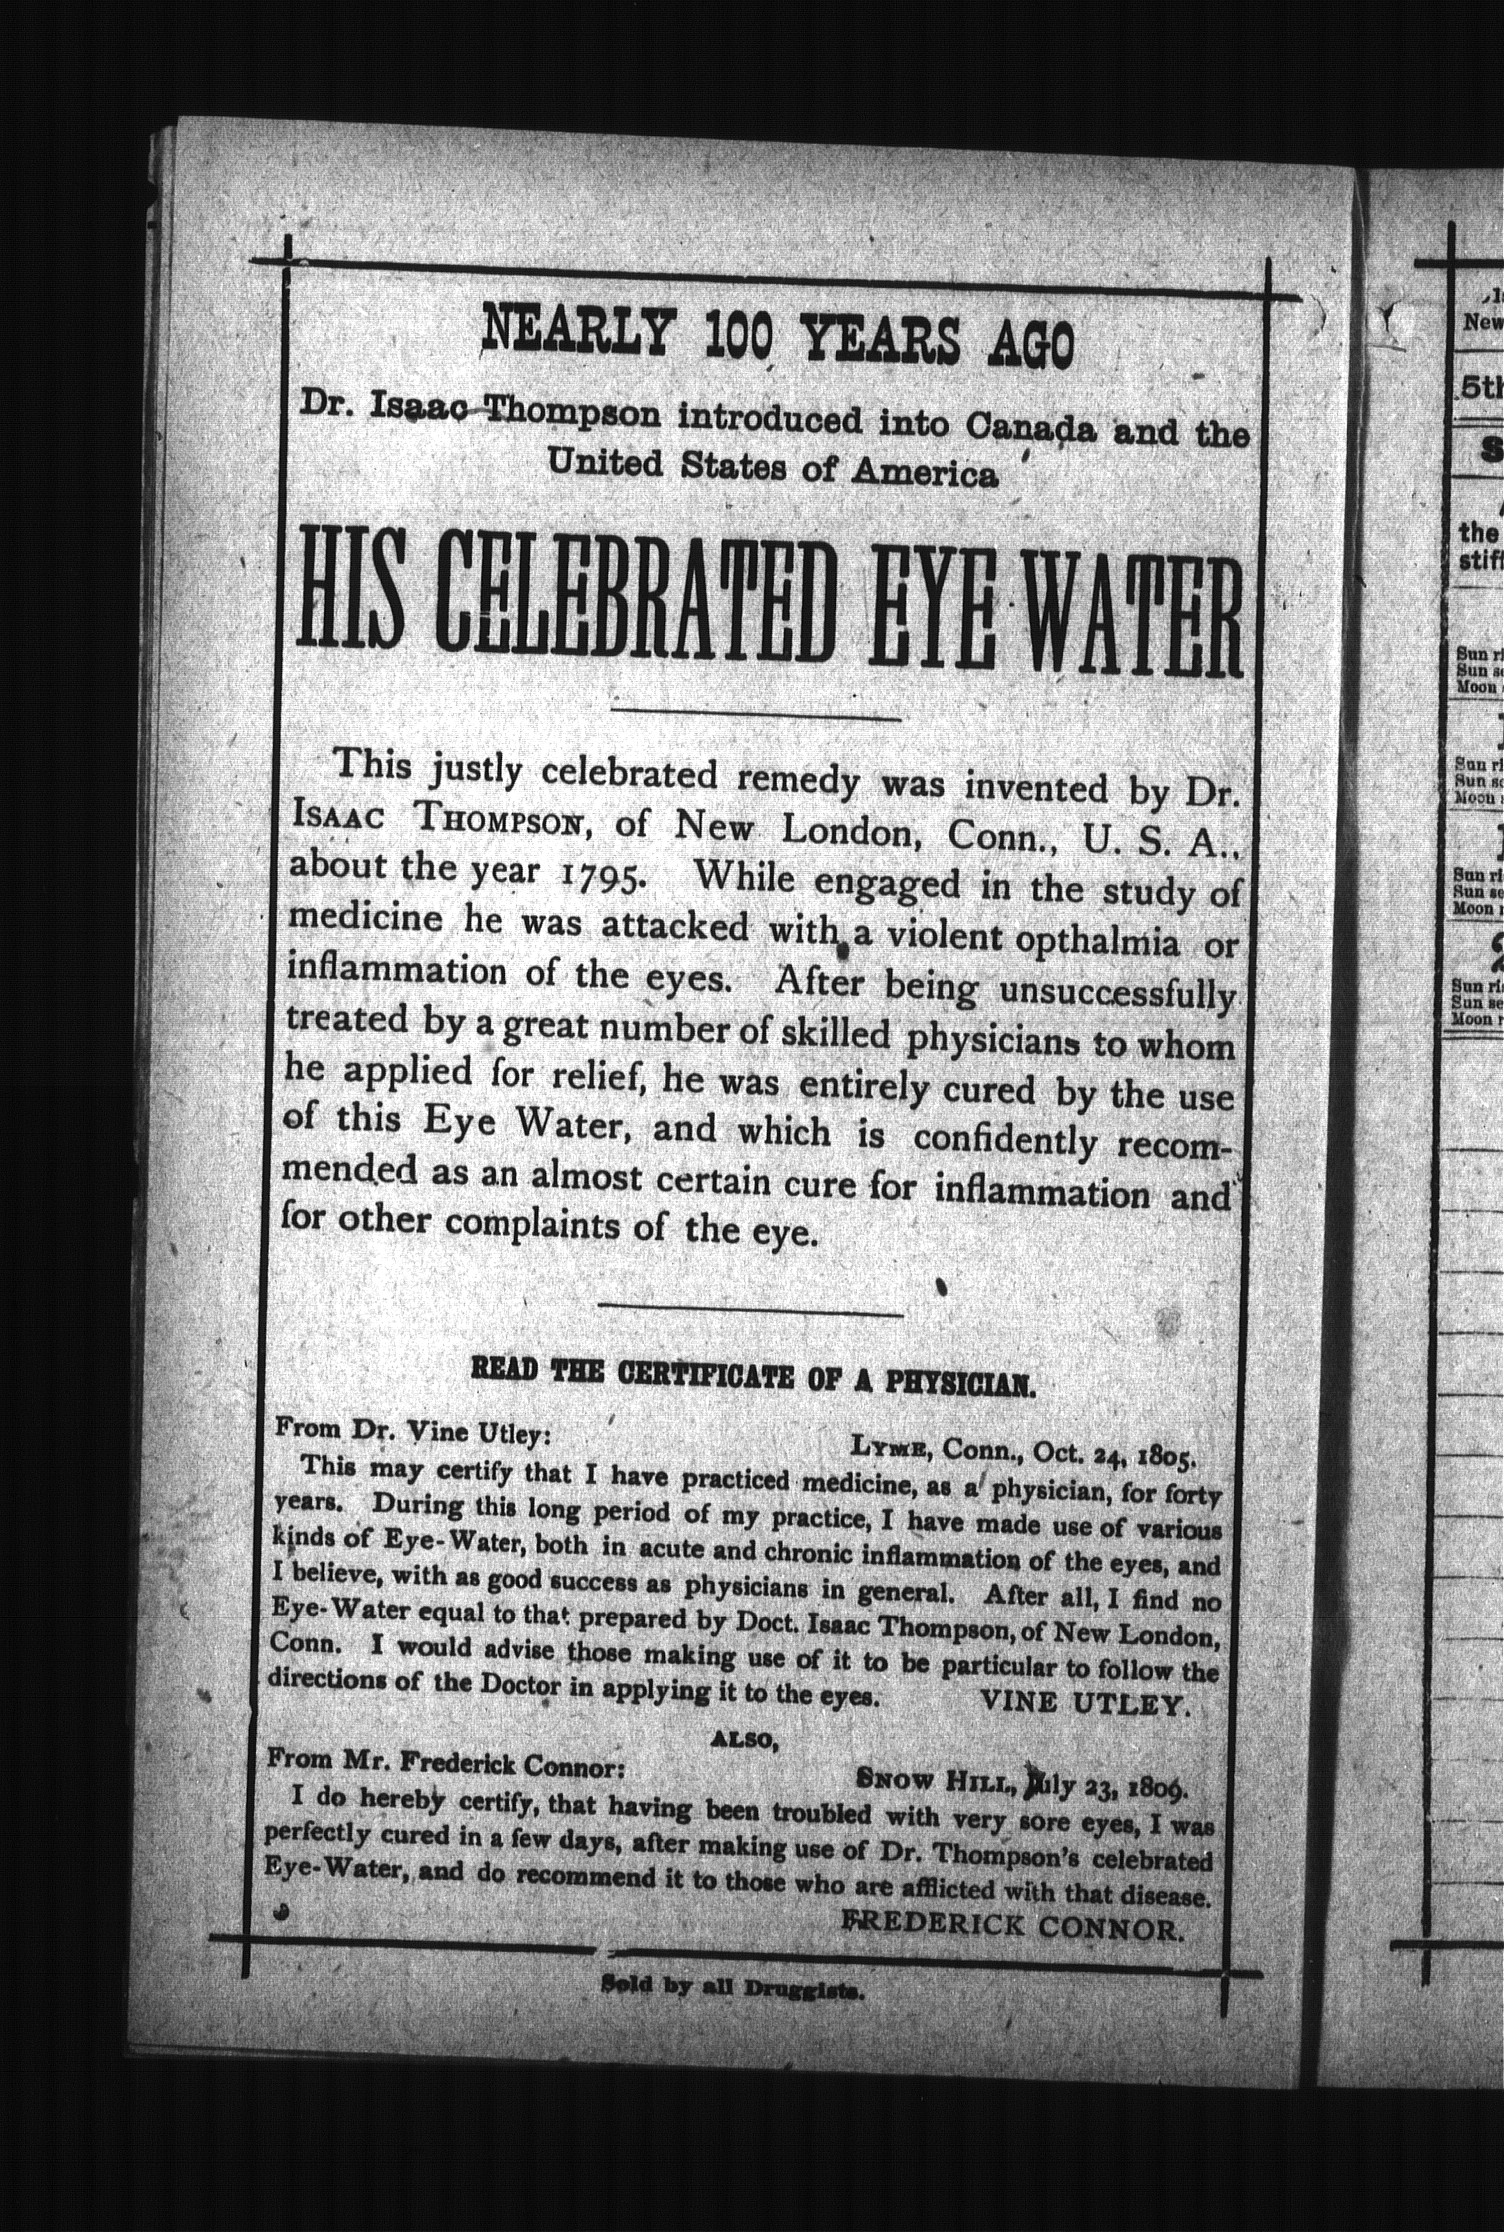 NEARLY 100 YEARS AGO
Dr. Isaac Thompson introduced into Canada and the
United States of America
HIS CELEBRATED EYE WATER
This justly celebrated remedy was invented by Dr.
ISAAC THOMPSON, of New London, Conn., U. S. A.,
about the year 1795. While engaged in the study of
medicine he was attacked with a violent opthalmia or
inflammation of the eyes. After being unsuccessfully
treated by a great number of skilled physicians to whom
he applied for relief, he was entirely cured by the use
of this Eye Water, and which is confidently recom-
mended as an almost certain cure for inflammation and
for other complaints of the eye.
READ THE CERTIFICATE OF A PHYSICIAN.
From Dr. Vine Utley:
LYME, Conn., Oct. 24, 1805.
This may certify that I have practiced medicine, as a physician, for forty
years. During this long period of my practice, I have made use of various
kinds of Eye-Water, both in acute and chronic inflammation of the eyes, and
I believe, with as good success as physicians in general. After all, I find no
Eye-Water equal to that prepared by Doct. Isaac Thompson, of New London,
Conn. I would advise those making use of it to be particular to follow the
directions of the Doctor in applying it to the eyes. VINE UTLEY.
ALSO,
From Mr. Frederick Connor:
SNOW HILL, July 23, 1809.
I do hereby certify, that having been troubled with very sore eyes, I was
perfectly cured in a few days, after making use of Dr. Thompson's celebrated
Eye-Water, and do recommend it to those who are afflicted with that disease.
FREDERICK CONNOR.
Sold by all Druggists.
New
5th
the
stiff
Sun ri
Sun se
Moon
Sun ri
Sun se
Moon
Sun ri
Sun se
Moon
Sun ri
Sun se
Moon r